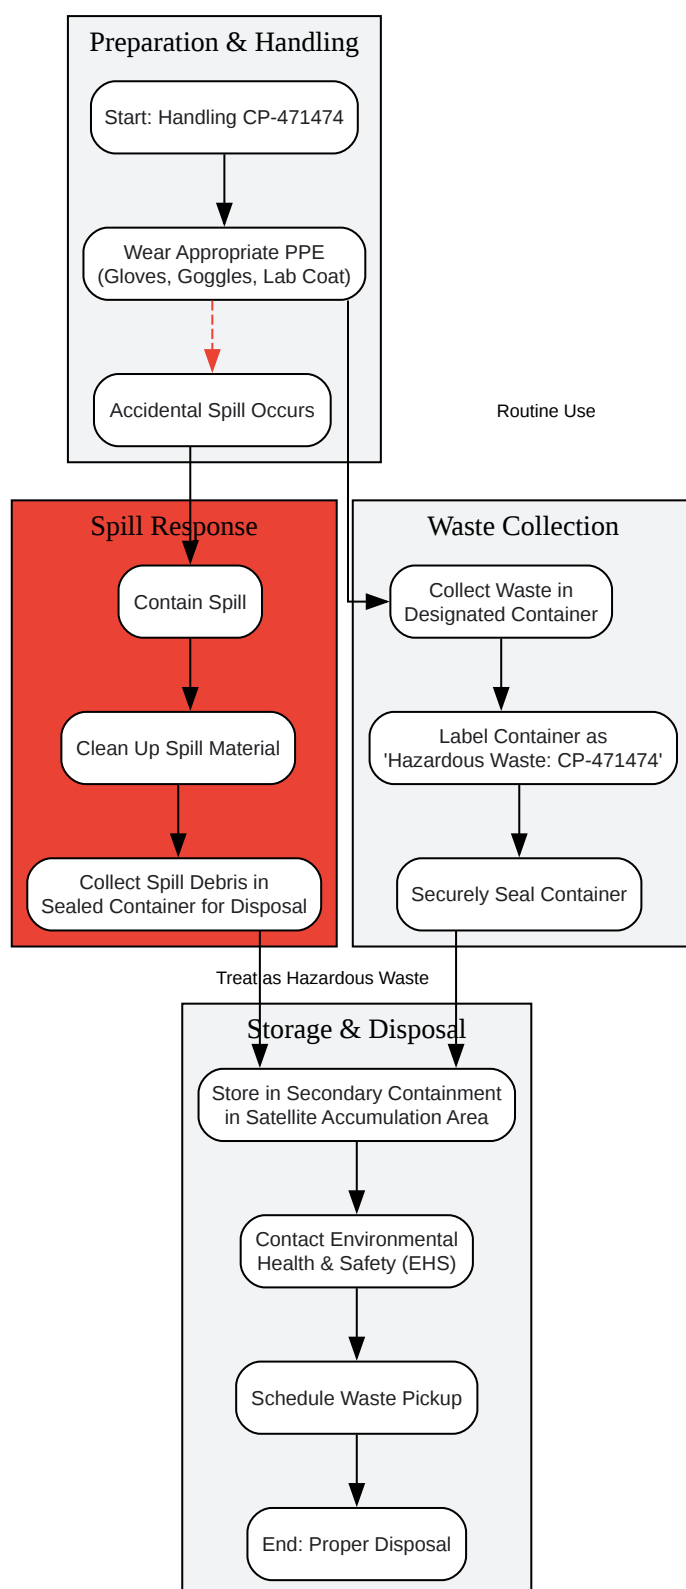 Preparation & Handling
Start: Handling CP-471474
Wear Appropriate PPE
(Gloves, Goggles, Lab Coat)
Accidental Spill Occurs
Routine Use
Spill Response
Contain Spill
Clean Up Spill Material
Collect Spill Debris in
Sealed Container for Disposal
Waste Collection
Collect Waste in
Designated Container
Label Container as
'Hazardous Waste: CP-471474'
Securely Seal Container
Treat as Hazardous Waste
Storage & Disposal
Store in Secondary Containment
in Satellite Accumulation Area
Contact Environmental
Health & Safety (EHS)
Schedule Waste Pickup
End: Proper Disposal